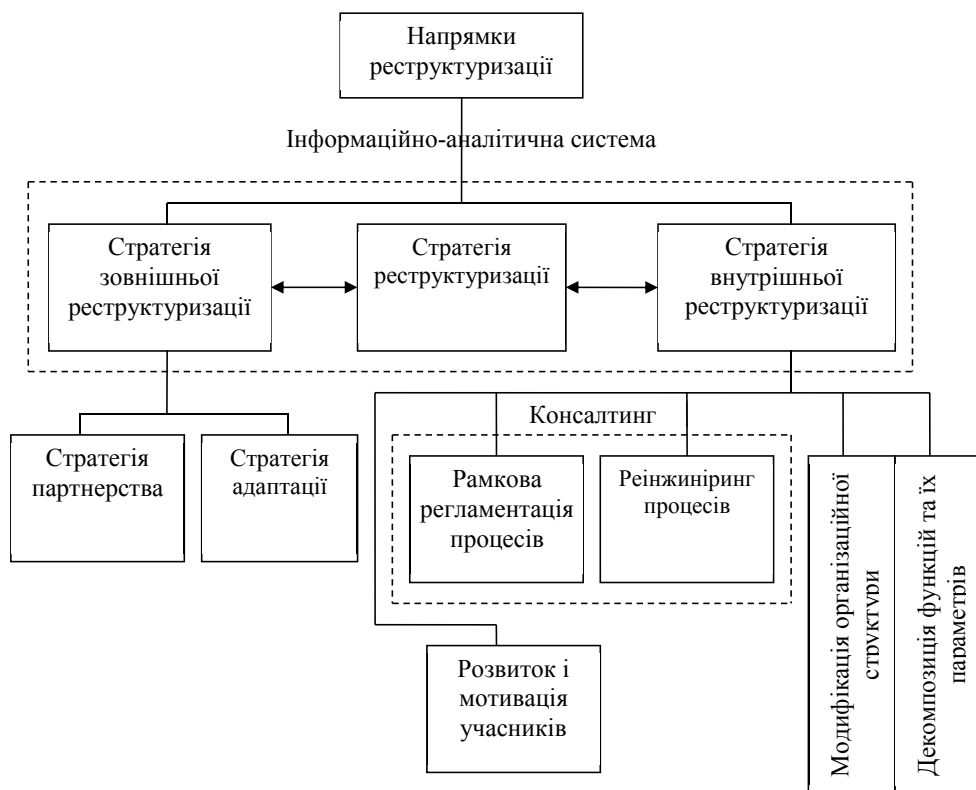 Напрямки
реструктуризації
Інформаційно-аналітична система
Стратегія
зовнішньої
реструктуризації
Стратегія
реструктуризації
Стратегія
внутрішньої
реструктуризації
Консалтинг
Стратегія
партнерства
Стратегія
адаптації
Рамкова
регламентація
процесів
Реінжиніринг
процесів
Модифікація організаційної
структури
Декомпозиція функцій та їх
параметрів
Розвиток і
мотивація
учасників